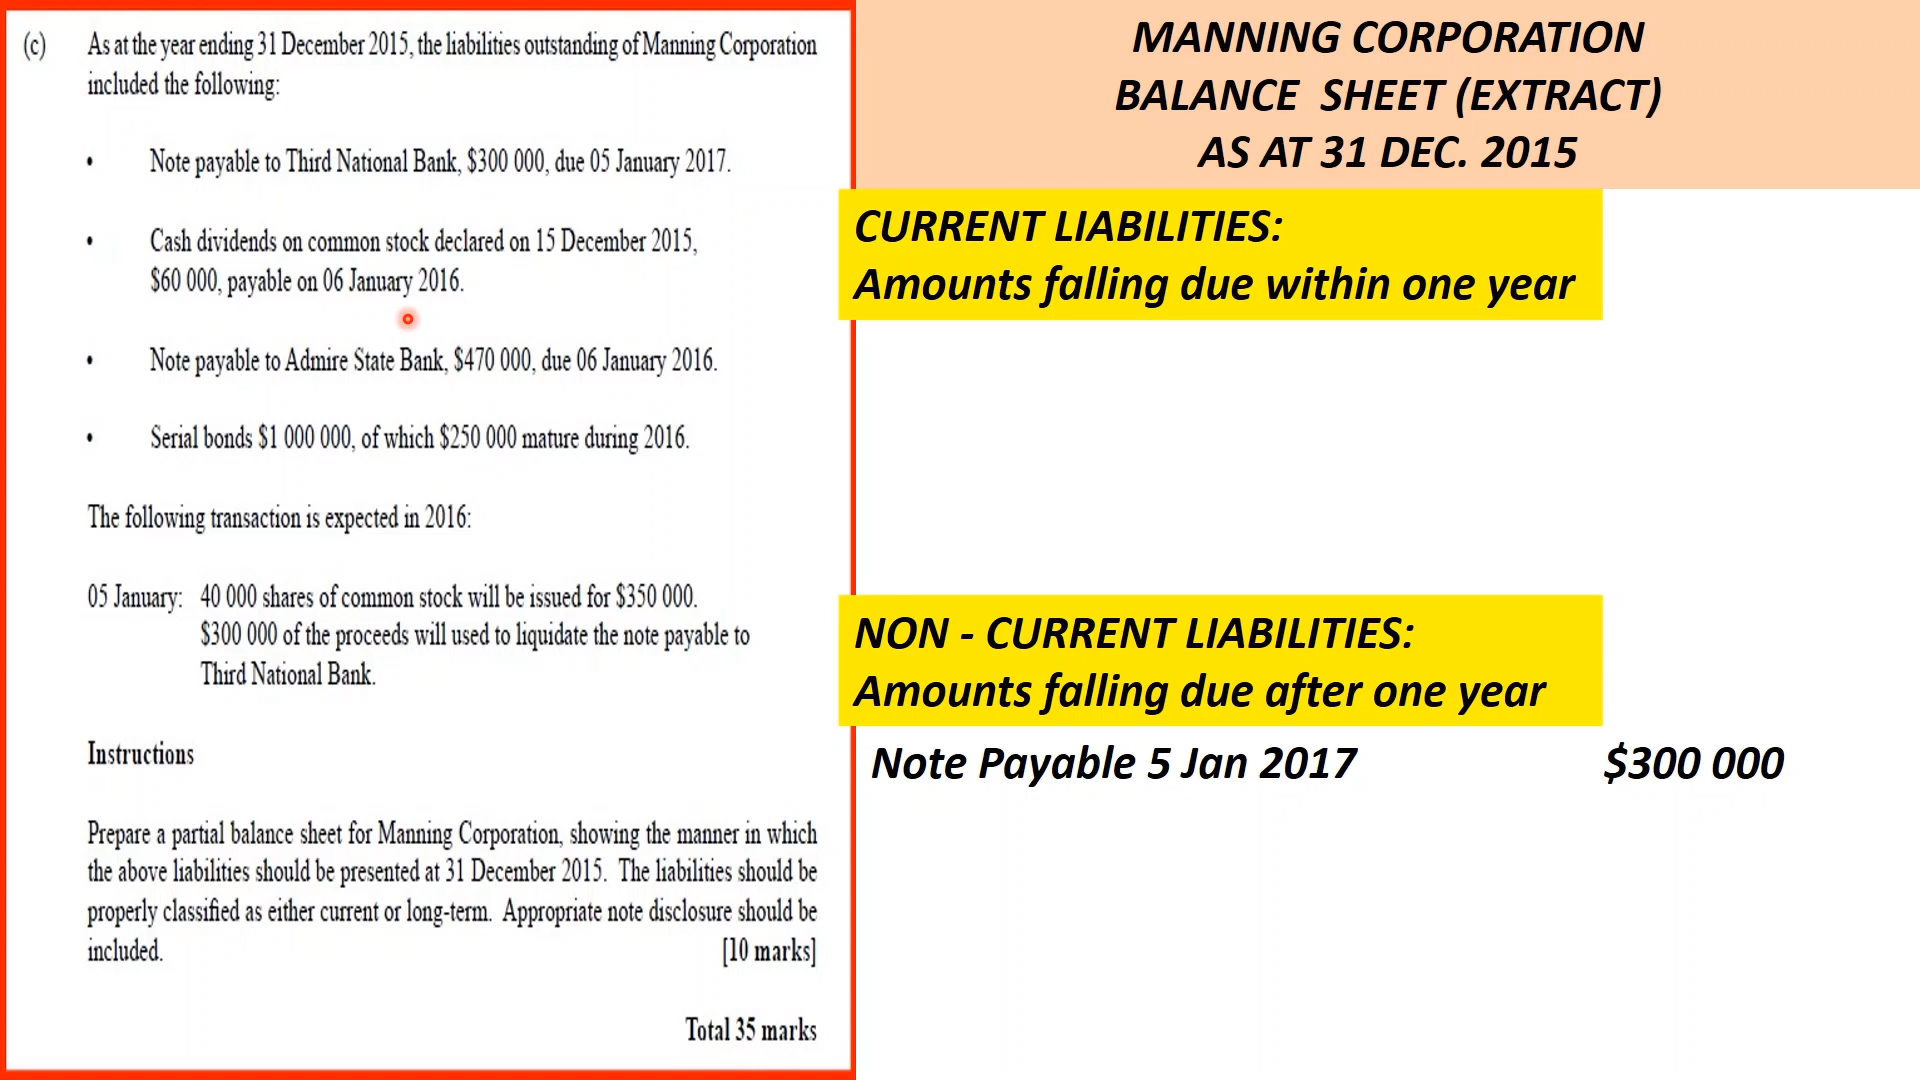 (c) As at the year ending 31 December 2015, the liabilities outstanding of Manning Corporation
included the following:
• Note payable to Third National Bank, $300 000, due 05 January 2017.
• Cash dividends on common stock declared on 15 December 2015,
$60 000, payable on 06 January 2016.
• Note payable to Admire State Bank, $470 000, due 06 January 2016.
• Serial bonds $1 000 000, of which $250 000 mature during 2016.
The following transaction is expected in 2016:
05 January: 40 000 shares of common stock will be issued for $350 000.
$300 000 of the proceeds will used to liquidate the note payable to
Third National Bank.
Instructions
Prepare a partial balance sheet for Manning Corporation, showing the manner in which
the above liabilities should be presented at 31 December 2015. The liabilities should be
properly classified as either current or long-term. Appropriate note disclosure should be
included. [10 marks]
Total 35 marks
MANNING CORPORATION
BALANCE SHEET (EXTRACT)
AS AT 31 DEC. 2015
CURRENT LIABILITIES:
Amounts falling due within one year
NON - CURRENT LIABILITIES:
Amounts falling due after one year
Note Payable 5 Jan 2017 $300 000